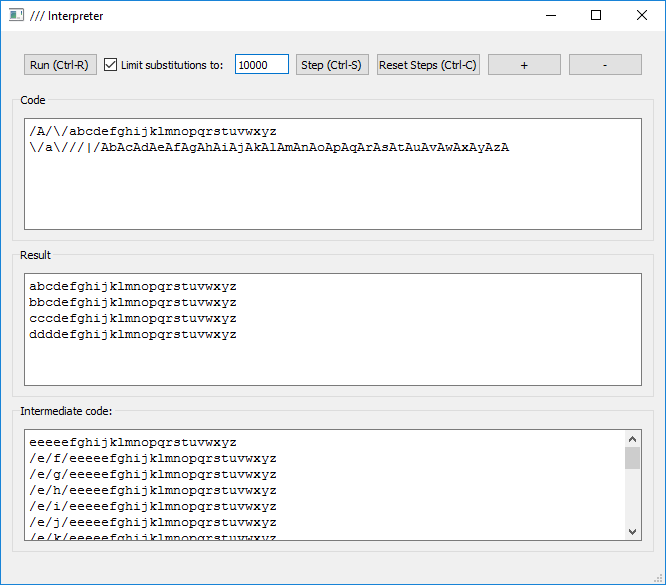 /// Interpreter
Run (Ctrl-R) Limit substitutions to: 10000 Step (Ctrl-S) Reset Steps (Ctrl-C) + -
Code
/A/\/abcdefghijklmnopqrstuvwxyz
\/a\///|/AbAcAdAeAfAgAhAiAjAkAlAmAnAoApAqArAsAtAuAvAwAxAyAzA
Result
abcdefghijklmnopqrstuvwxyz
bbcdefghijklmnopqrstuvwxyz
cccdefghijklmnopqrstuvwxyz
ddddefghijklmnopqrstuvwxyz
Intermediate code:
eeeeefghijklmnopqrstuvwxyz
/e/f/eeeeefghijklmnopqrstuvwxyz
/e/g/eeeeefghijklmnopqrstuvwxyz
/e/h/eeeeefghijklmnopqrstuvwxyz
/e/i/eeeeefghijklmnopqrstuvwxyz
/e/j/eeeeefghijklmnopqrstuvwxyz
/e/k/eeeeefghijklmnopqrstuvwxyz